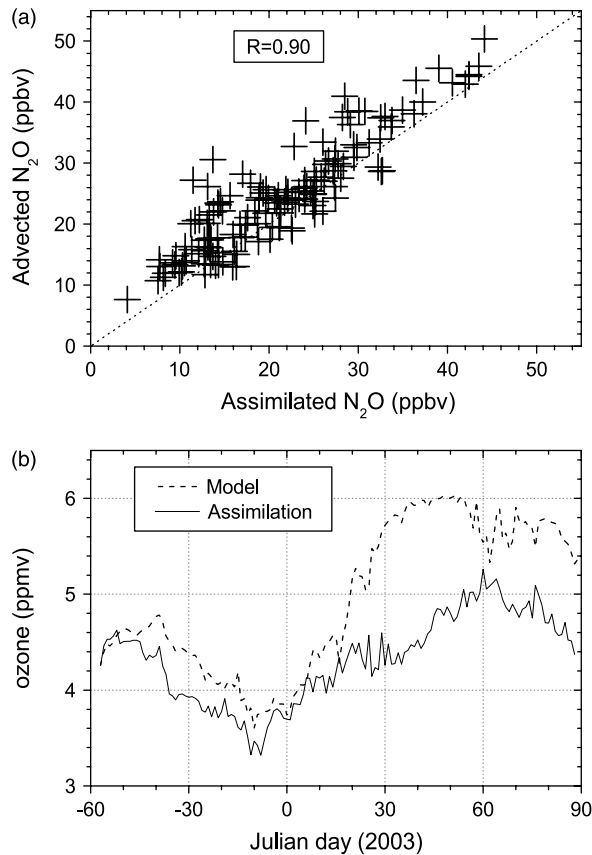 (a)
R=0.90
Advected N₂O (ppbv)
50
40
30
20
10
0
0 10 20 30 40 50
Assimilated N₂O (ppbv)
(b)
Model
Assimilation
ozone (ppmv)
6
5
4
3
-60 -30 0 30 60 90
Julian day (2003)